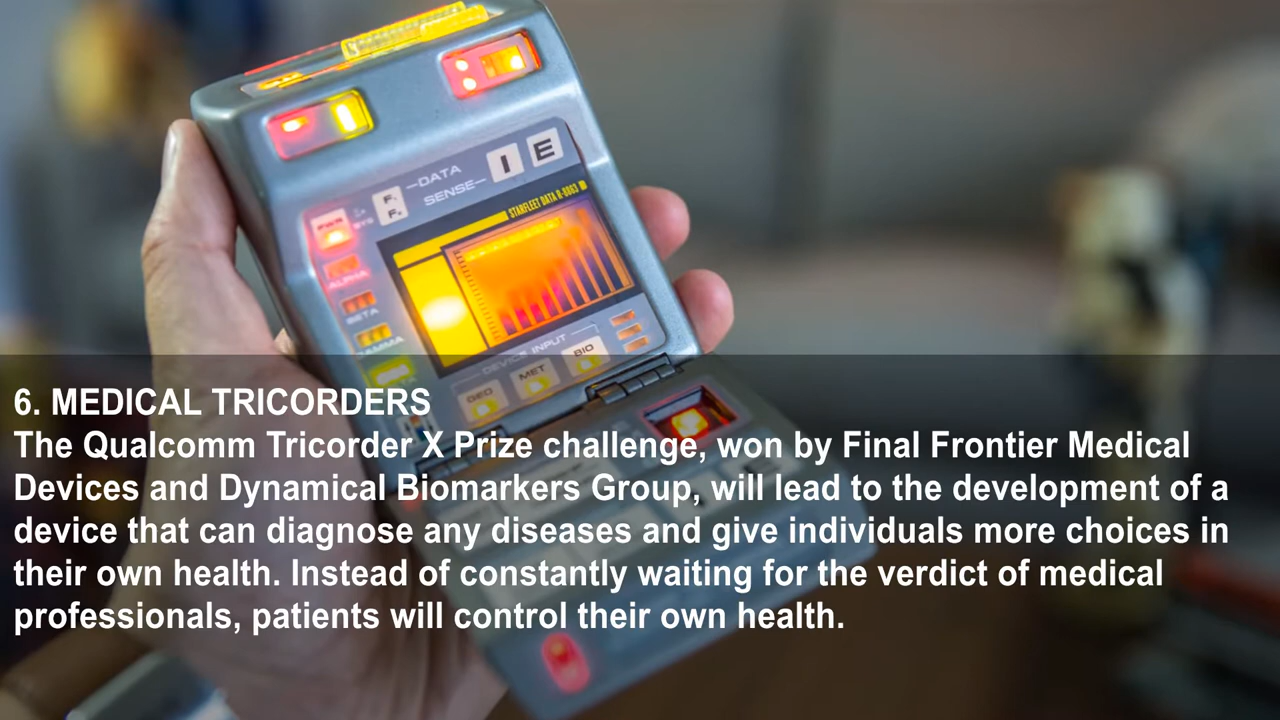 DATA
SENSE
I E
F.
F.
PWR
STARFLEET DATA R-0063
ALPHA
BETA
GAMMA
DEVICE INPUT
GEO MET BIO
6. MEDICAL TRICORDERS
The Qualcomm Tricorder X Prize challenge, won by Final Frontier Medical
Devices and Dynamical Biomarkers Group, will lead to the development of a
device that can diagnose any diseases and give individuals more choices in
their own health. Instead of constantly waiting for the verdict of medical
professionals, patients will control their own health.